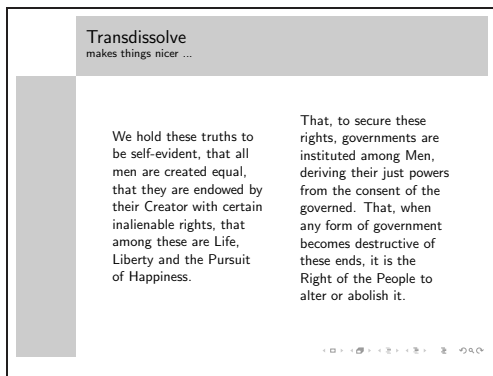 Transdissolve
makes things nicer ...
We hold these truths to
be self-evident, that all
men are created equal,
that they are endowed by
their Creator with certain
inalienable rights, that
among these are Life,
Liberty and the Pursuit
of Happiness.
That, to secure these
rights, governments are
instituted among Men,
deriving their just powers
from the consent of the
governed. That, when
any form of government
becomes destructive of
these ends, it is the
Right of the People to
alter or abolish it.